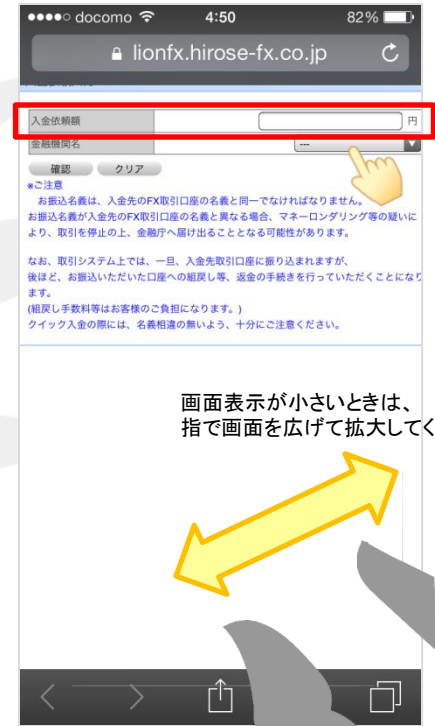 docomo 4:50 82%
lionfx.hirose-fx.co.jp
入金依頼額 円
金融機関名 ---
確認 クリア
※ご注意
お振込名義は、入金先のFX取引口座の名義と同一でなければなりません。
お振込名義が入金先のFX取引口座の名義と異なる場合、マネーロンダリング等の疑いに
より、取引を停止の上、金融庁へ届け出ることとなる可能性があります。
なお、取引システム上では、一旦、入金先取引口座に振り込まれますが、
後ほど、お振込いただいた口座への組戻し等、返金の手続きを行っていただくことになり
ます。
(組戻し手数料等はお客様のご負担になります。)
クイック入金の際には、名義相違の無いよう、十分にご注意ください。
画面表示が小さいときは、
指で画面を広げて拡大してく